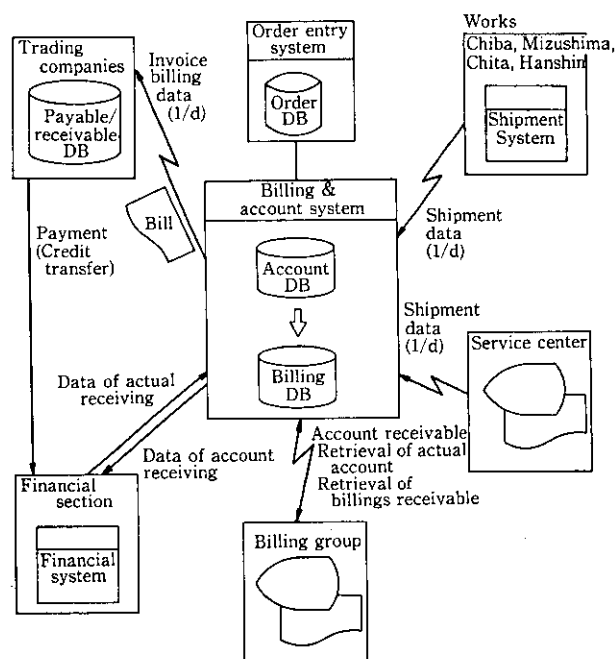 Trading
companies
Payable/
receivable
DB
Invoice
billing
data
(1/d)
Order entry
system
Order
DB
Works
Chiba, Mizushima,
Chita, Hanshin
Shipment
System
Bill
Billing &
account system
Account
DB
Billing
DB
Payment
(Credit
transfer)
Shipment
data
(1/d)
Shipment
data
(1/d)
Service center
Data of actual
receiving
Data of account
receiving
Account receivable
Retrieval of actual
account
Retrieval of
billings receivable
Financial
section
Financial
system
Billing group